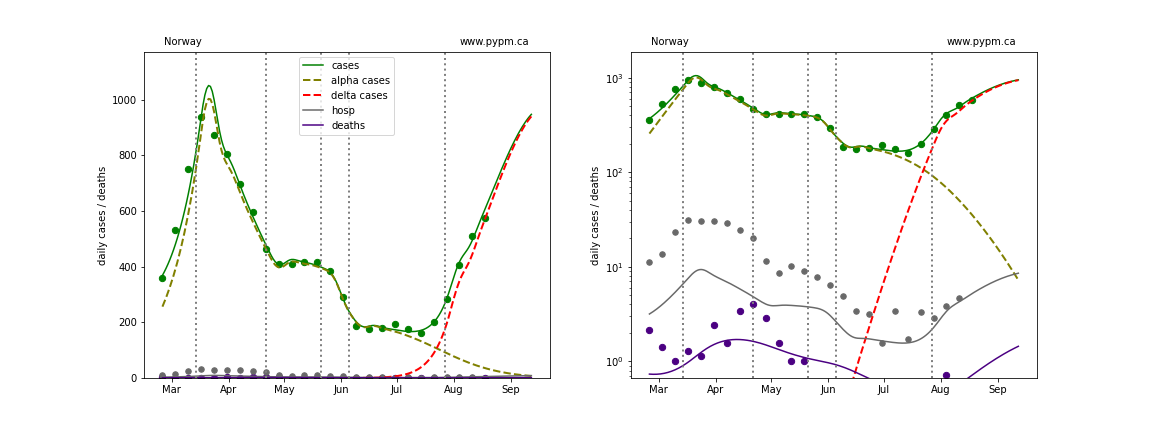 Norway www.pypm.ca
cases
alpha cases
delta cases
hosp
deaths
daily cases / deaths
1000
800
600
400
200
0
Mar Apr May Jun Jul Aug Sep
Norway www.pypm.ca
daily cases / deaths
10³
10²
10¹
10⁰
Mar Apr May Jun Jul Aug Sep